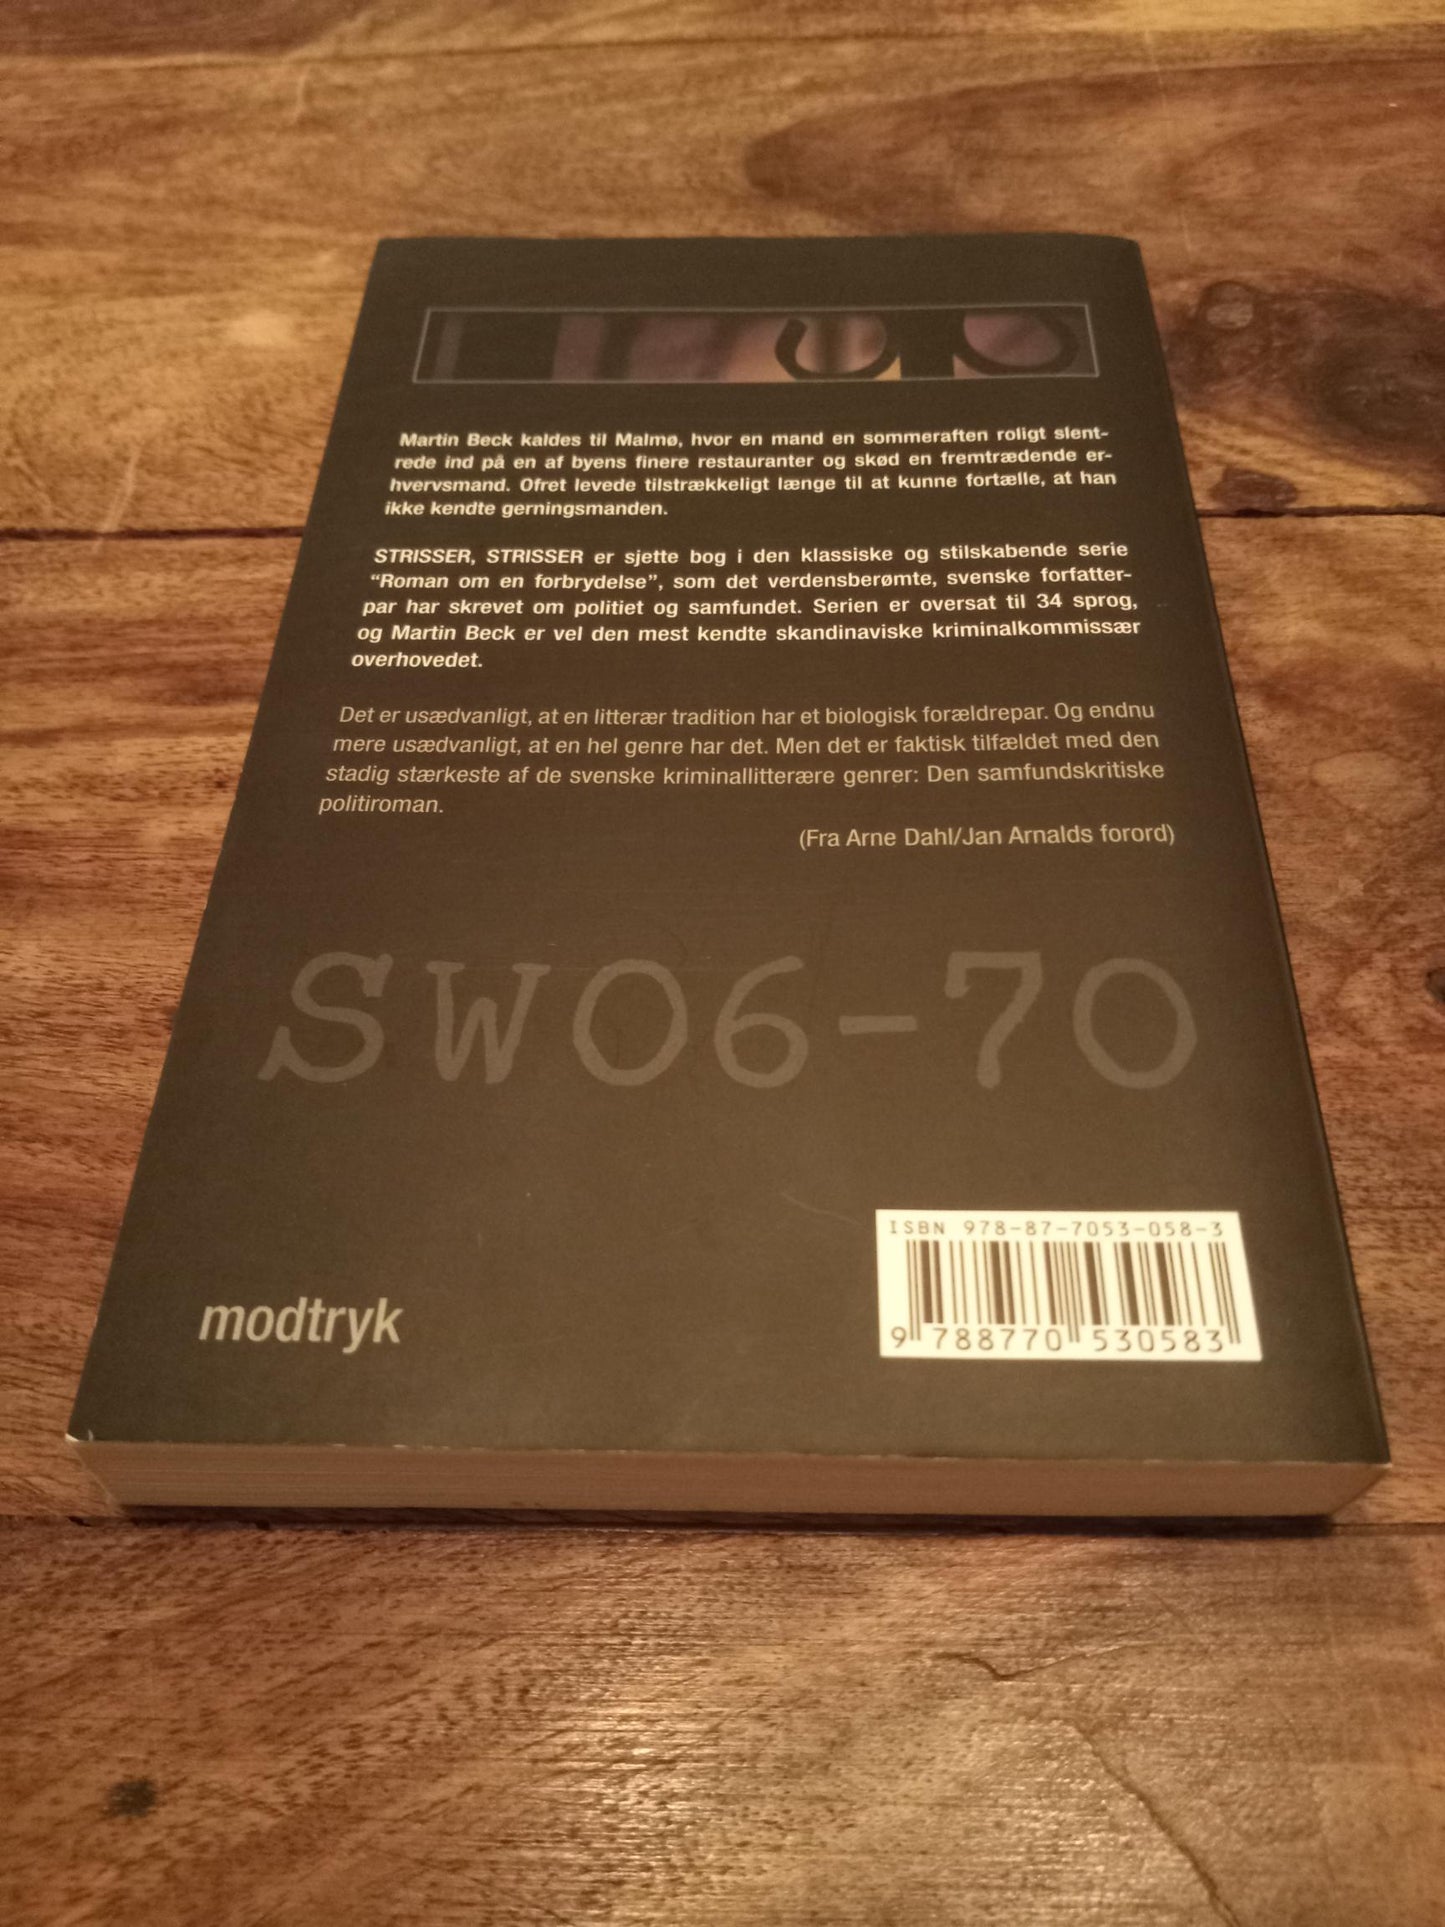 Martin Beck kaldes til Malmø, hvor en mand en sommeraften roligt slent-
rede ind på en af byens finere restauranter og skød en fremtrædende er-
hvervsmand. Ofret levede tilstrækkeligt længe til at kunne fortælle, at han
ikke kendte gerningsmanden.
STRISSER, STRISSER er sjette bog i den klassiske og stilskabende serie
“Roman om en forbrydelse”, som det verdensberømte, svenske forfatter-
par har skrevet om politiet og samfundet. Serien er oversat til 34 sprog,
og Martin Beck er vel den mest kendte skandinaviske kriminalkommissær
overhovedet.
Det er usædvanligt, at en litterær tradition har et biologisk forældrepar. Og endnu
mere usædvanligt, at en hel genre har det. Men det er faktisk tilfældet med den
stadig stærkeste af de svenske kriminallitterære genrer: Den samfundskritiske
politiroman.
(Fra Arne Dahl/Jan Arnalds forord)
SW06-70
ISBN 978-87-7053-058-3
9 788770 530583
modtryk